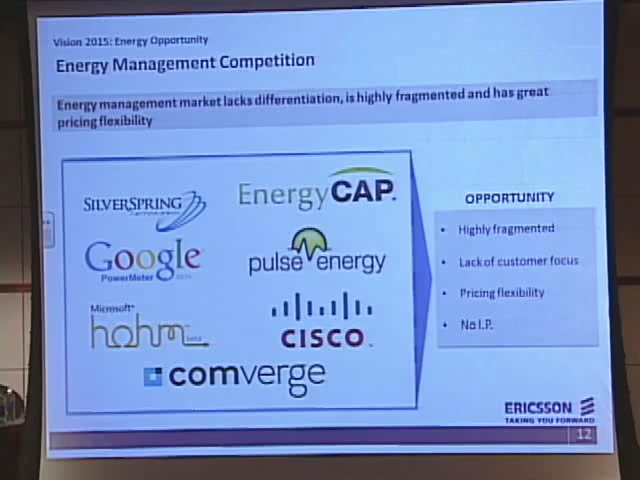 Vision 2015: Energy Opportunity
Energy Management Competition
Energy management market lacks differentiation, is highly fragmented and has great
pricing flexibility
SILVERSPRING
EnergyCAP
Google
PowerMeter
pulse energy
Microsoft
hohm
CISCO
comverge
OPPORTUNITY
• Highly fragmented
• Lack of customer focus
• Pricing flexibility
• No I.P.
ERICSSON
TAKING YOU FORWARD
12